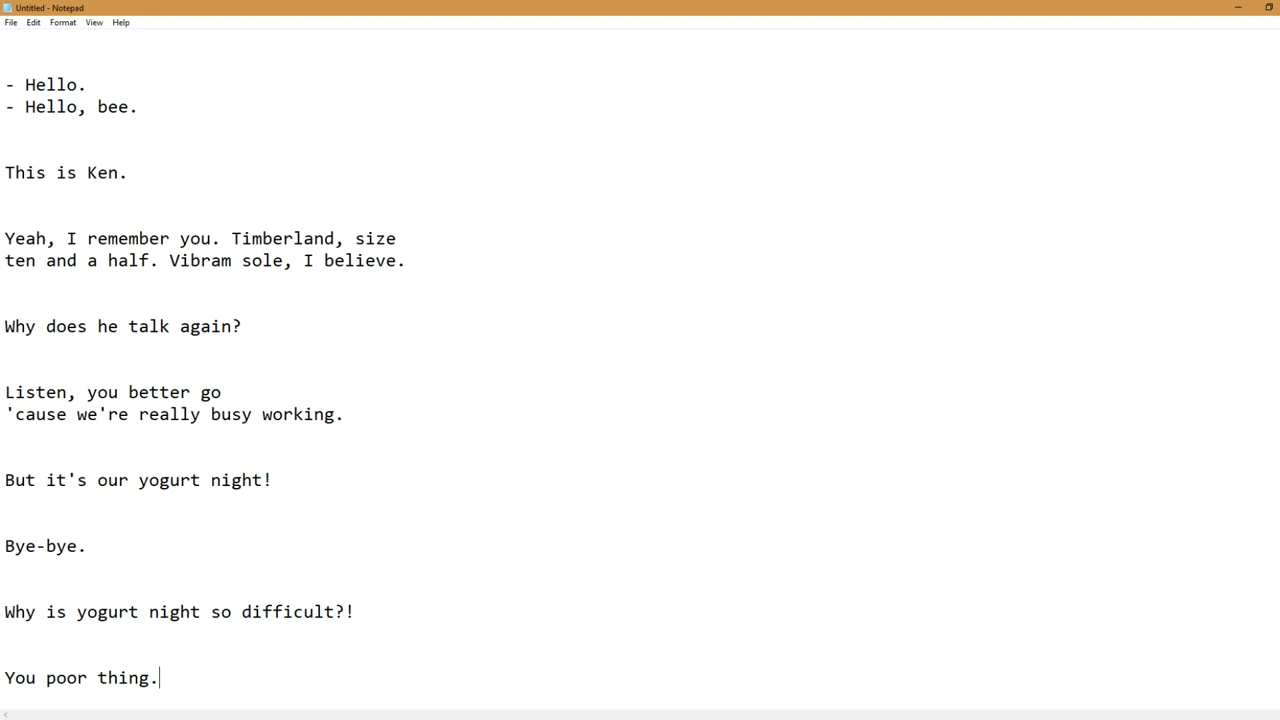 Untitled - Notepad
File Edit Format View Help
- Hello.
- Hello, bee.
This is Ken.
Yeah, I remember you. Timberland, size
ten and a half. Vibram sole, I believe.
Why does he talk again?
Listen, you better go
'cause we're really busy working.
But it's our yogurt night!
Bye-bye.
Why is yogurt night so difficult?!
You poor thing.